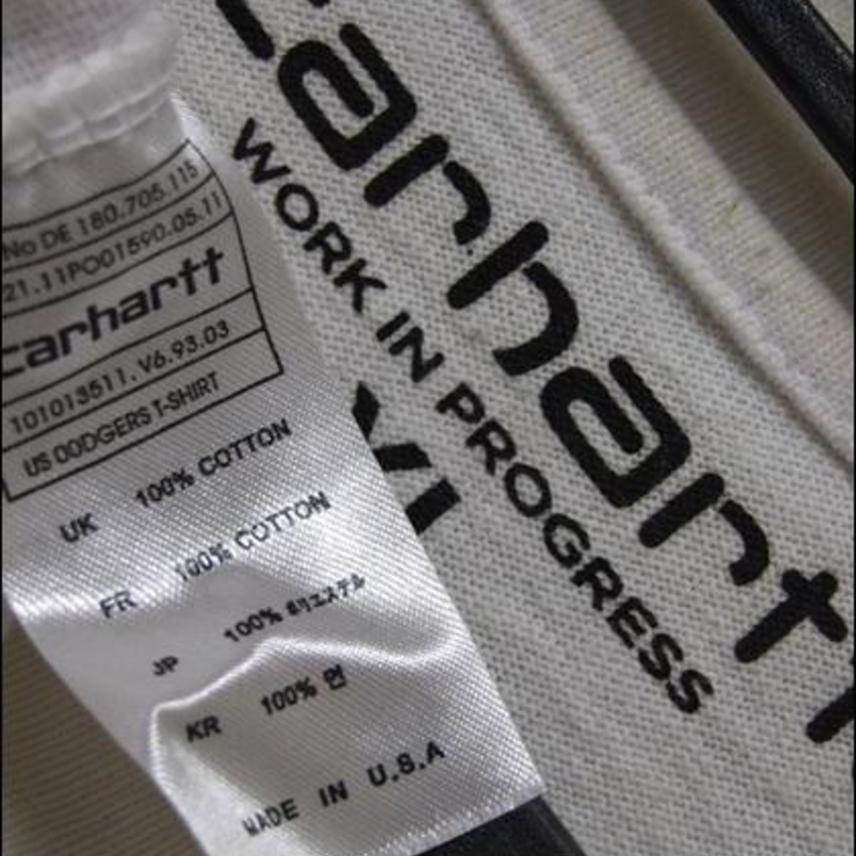 No DE 180.705.115
21.11PO01590.05.11
carhartt
101013511. V6.93.03
US 00DGERS T-SHIRT
UK 100% COTTON
FR 100% COTTON
JP 100% ポリエステル
KR 100% 면
MADE IN U.S.A
carhartt
WORK IN PROGRESS